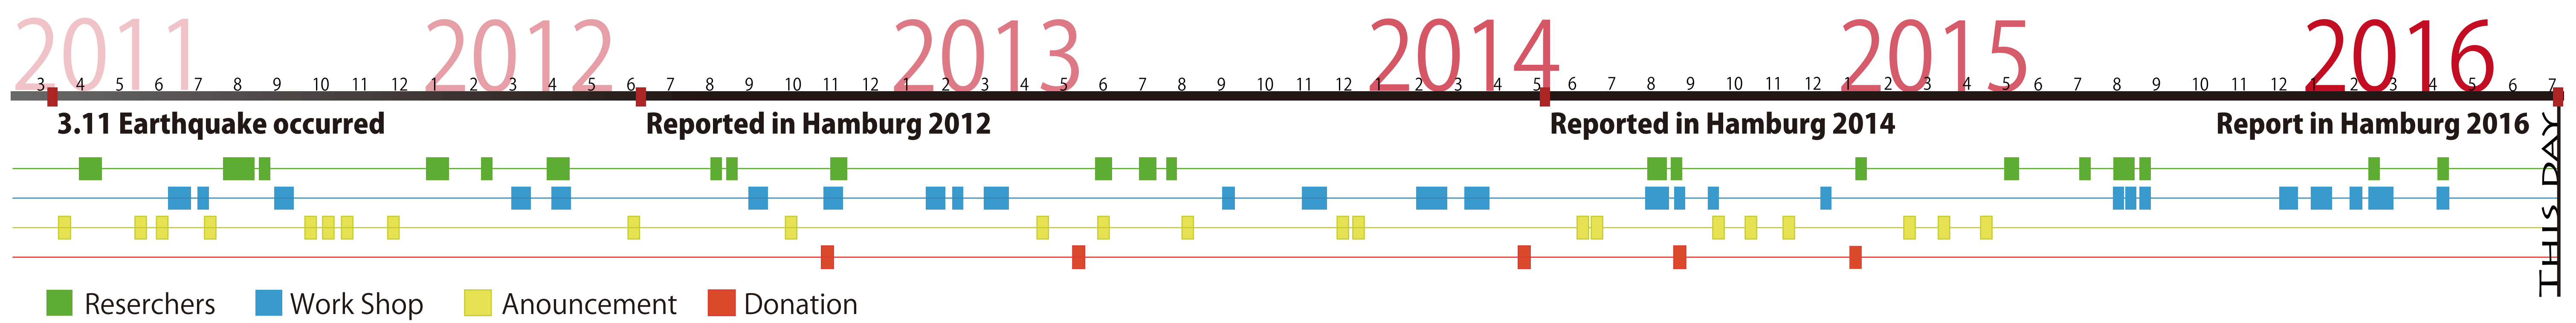 2011 2012 2013 2014 2015 2016
3 4 5 6 7 8 9 10 11 12 1 2 3 4 5 6 7 8 9 10 11 12 1 2 3 4 5 6 7 8 9 10 11 12 1 2 3 4 5 6 7 8 9 10 11 12 1 2 3 4 5 6 7 8 9 10 11 12 1 2 3 4 5 6 7
3.11 Earthquake occurred Reported in Hamburg 2012 Reported in Hamburg 2014 Report in Hamburg 2016
THIS DAY
Reserchers Work Shop Anouncement Donation